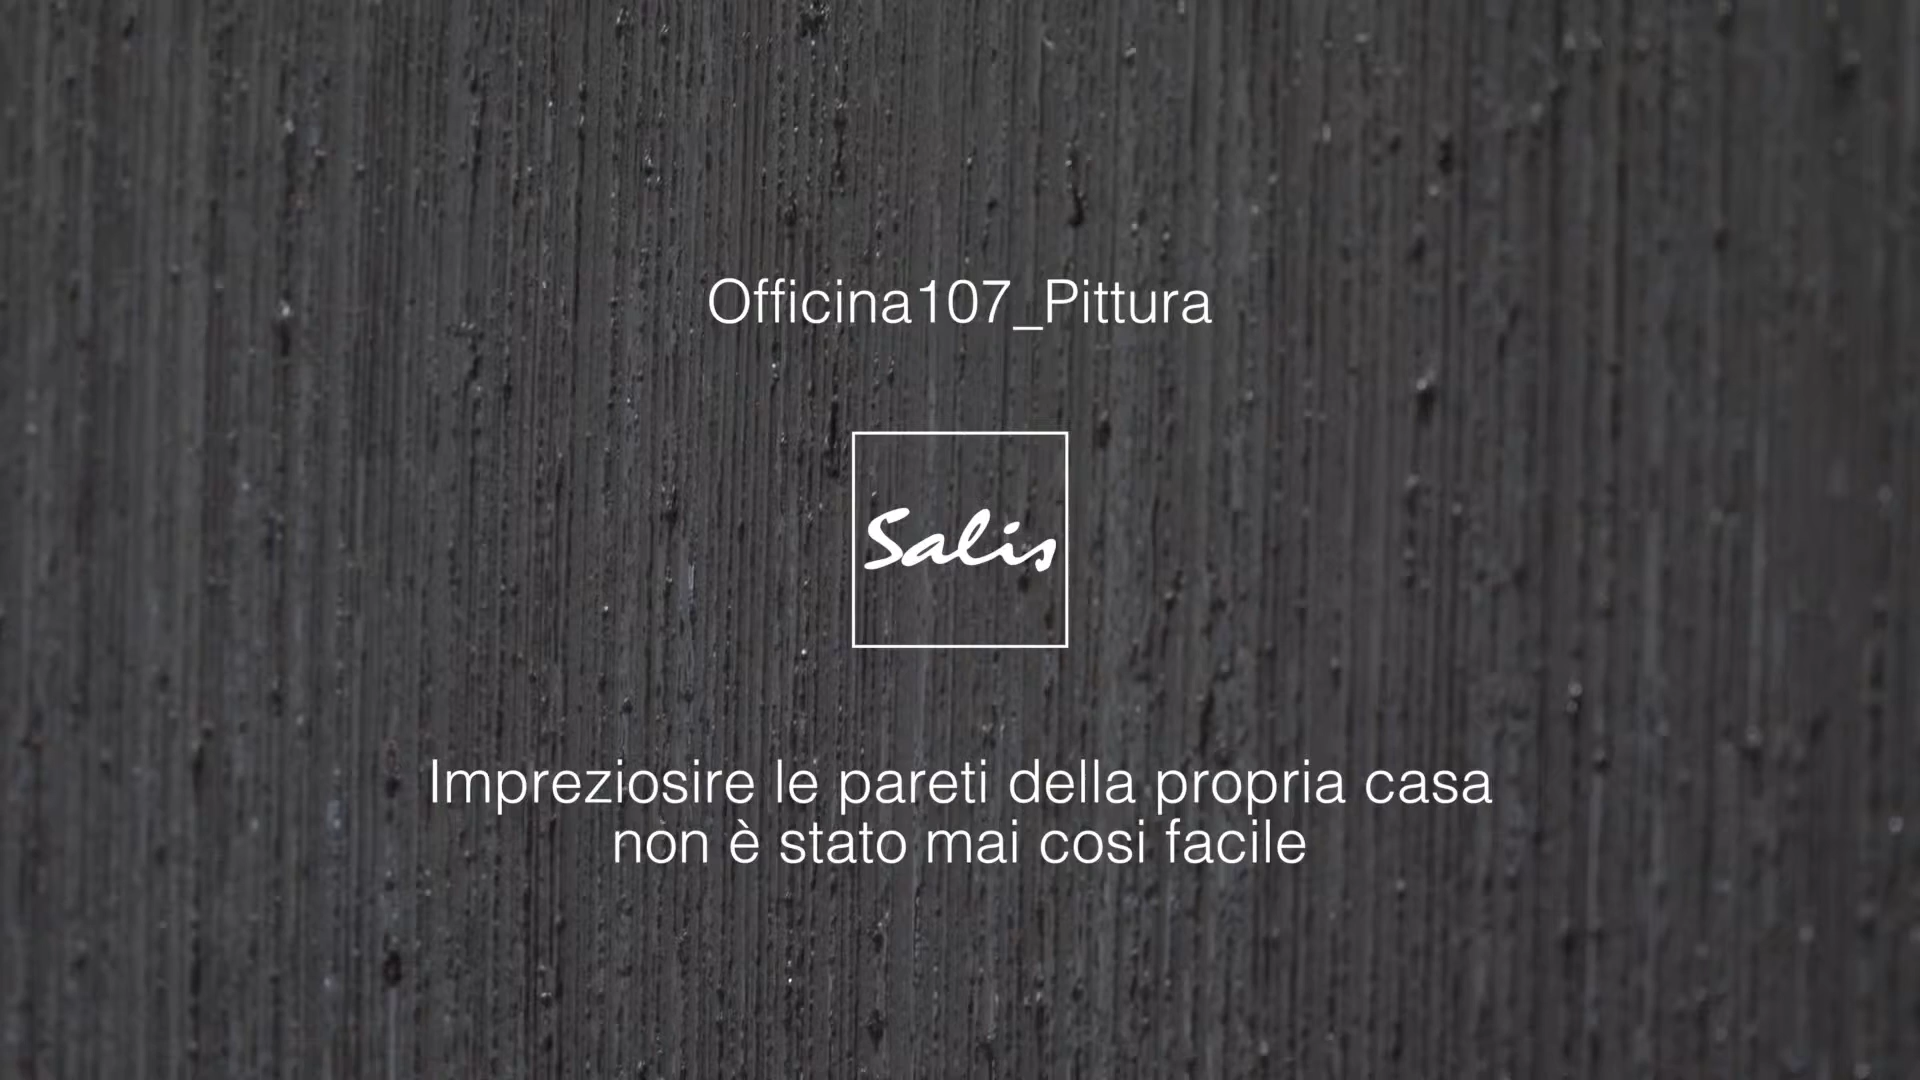 Officina107_Pittura
Salis
Impreziosire le pareti della propria casa
non è stato mai cosi facile